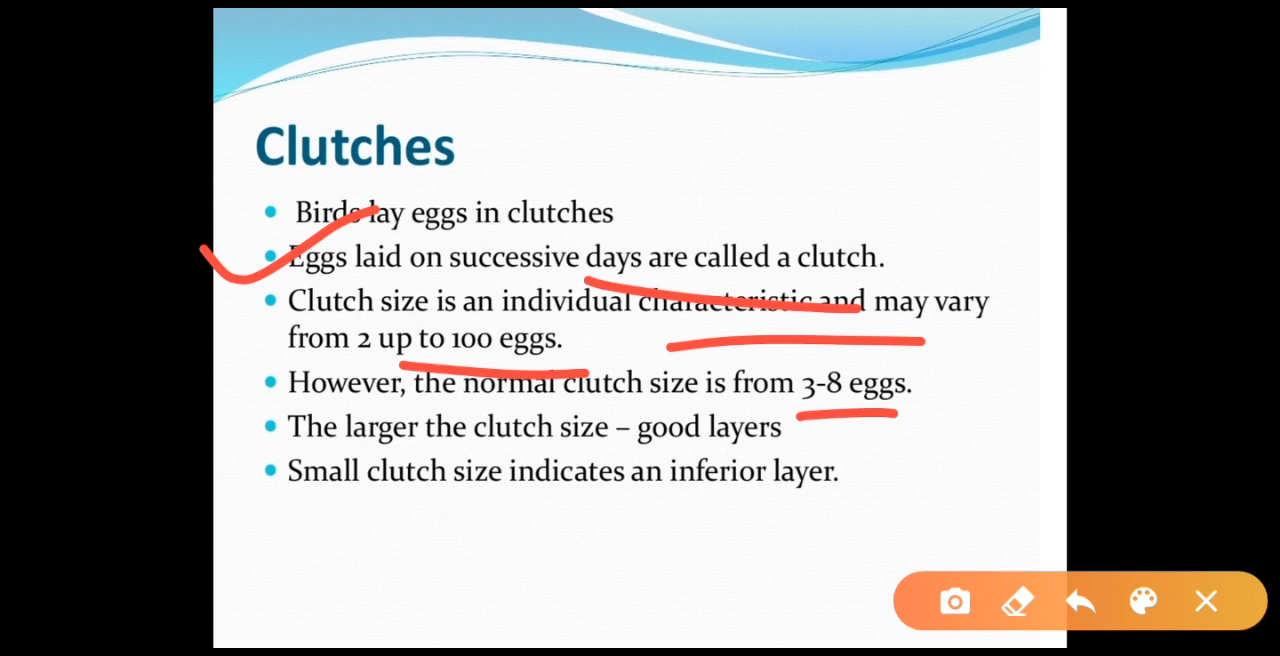 Clutches
Birds lay eggs in clutches
Eggs laid on successive days are called a clutch.
Clutch size is an individual characteristic and may vary
from 2 up to 100 eggs.
However, the normal clutch size is from 3-8 eggs.
The larger the clutch size – good layers
Small clutch size indicates an inferior layer.